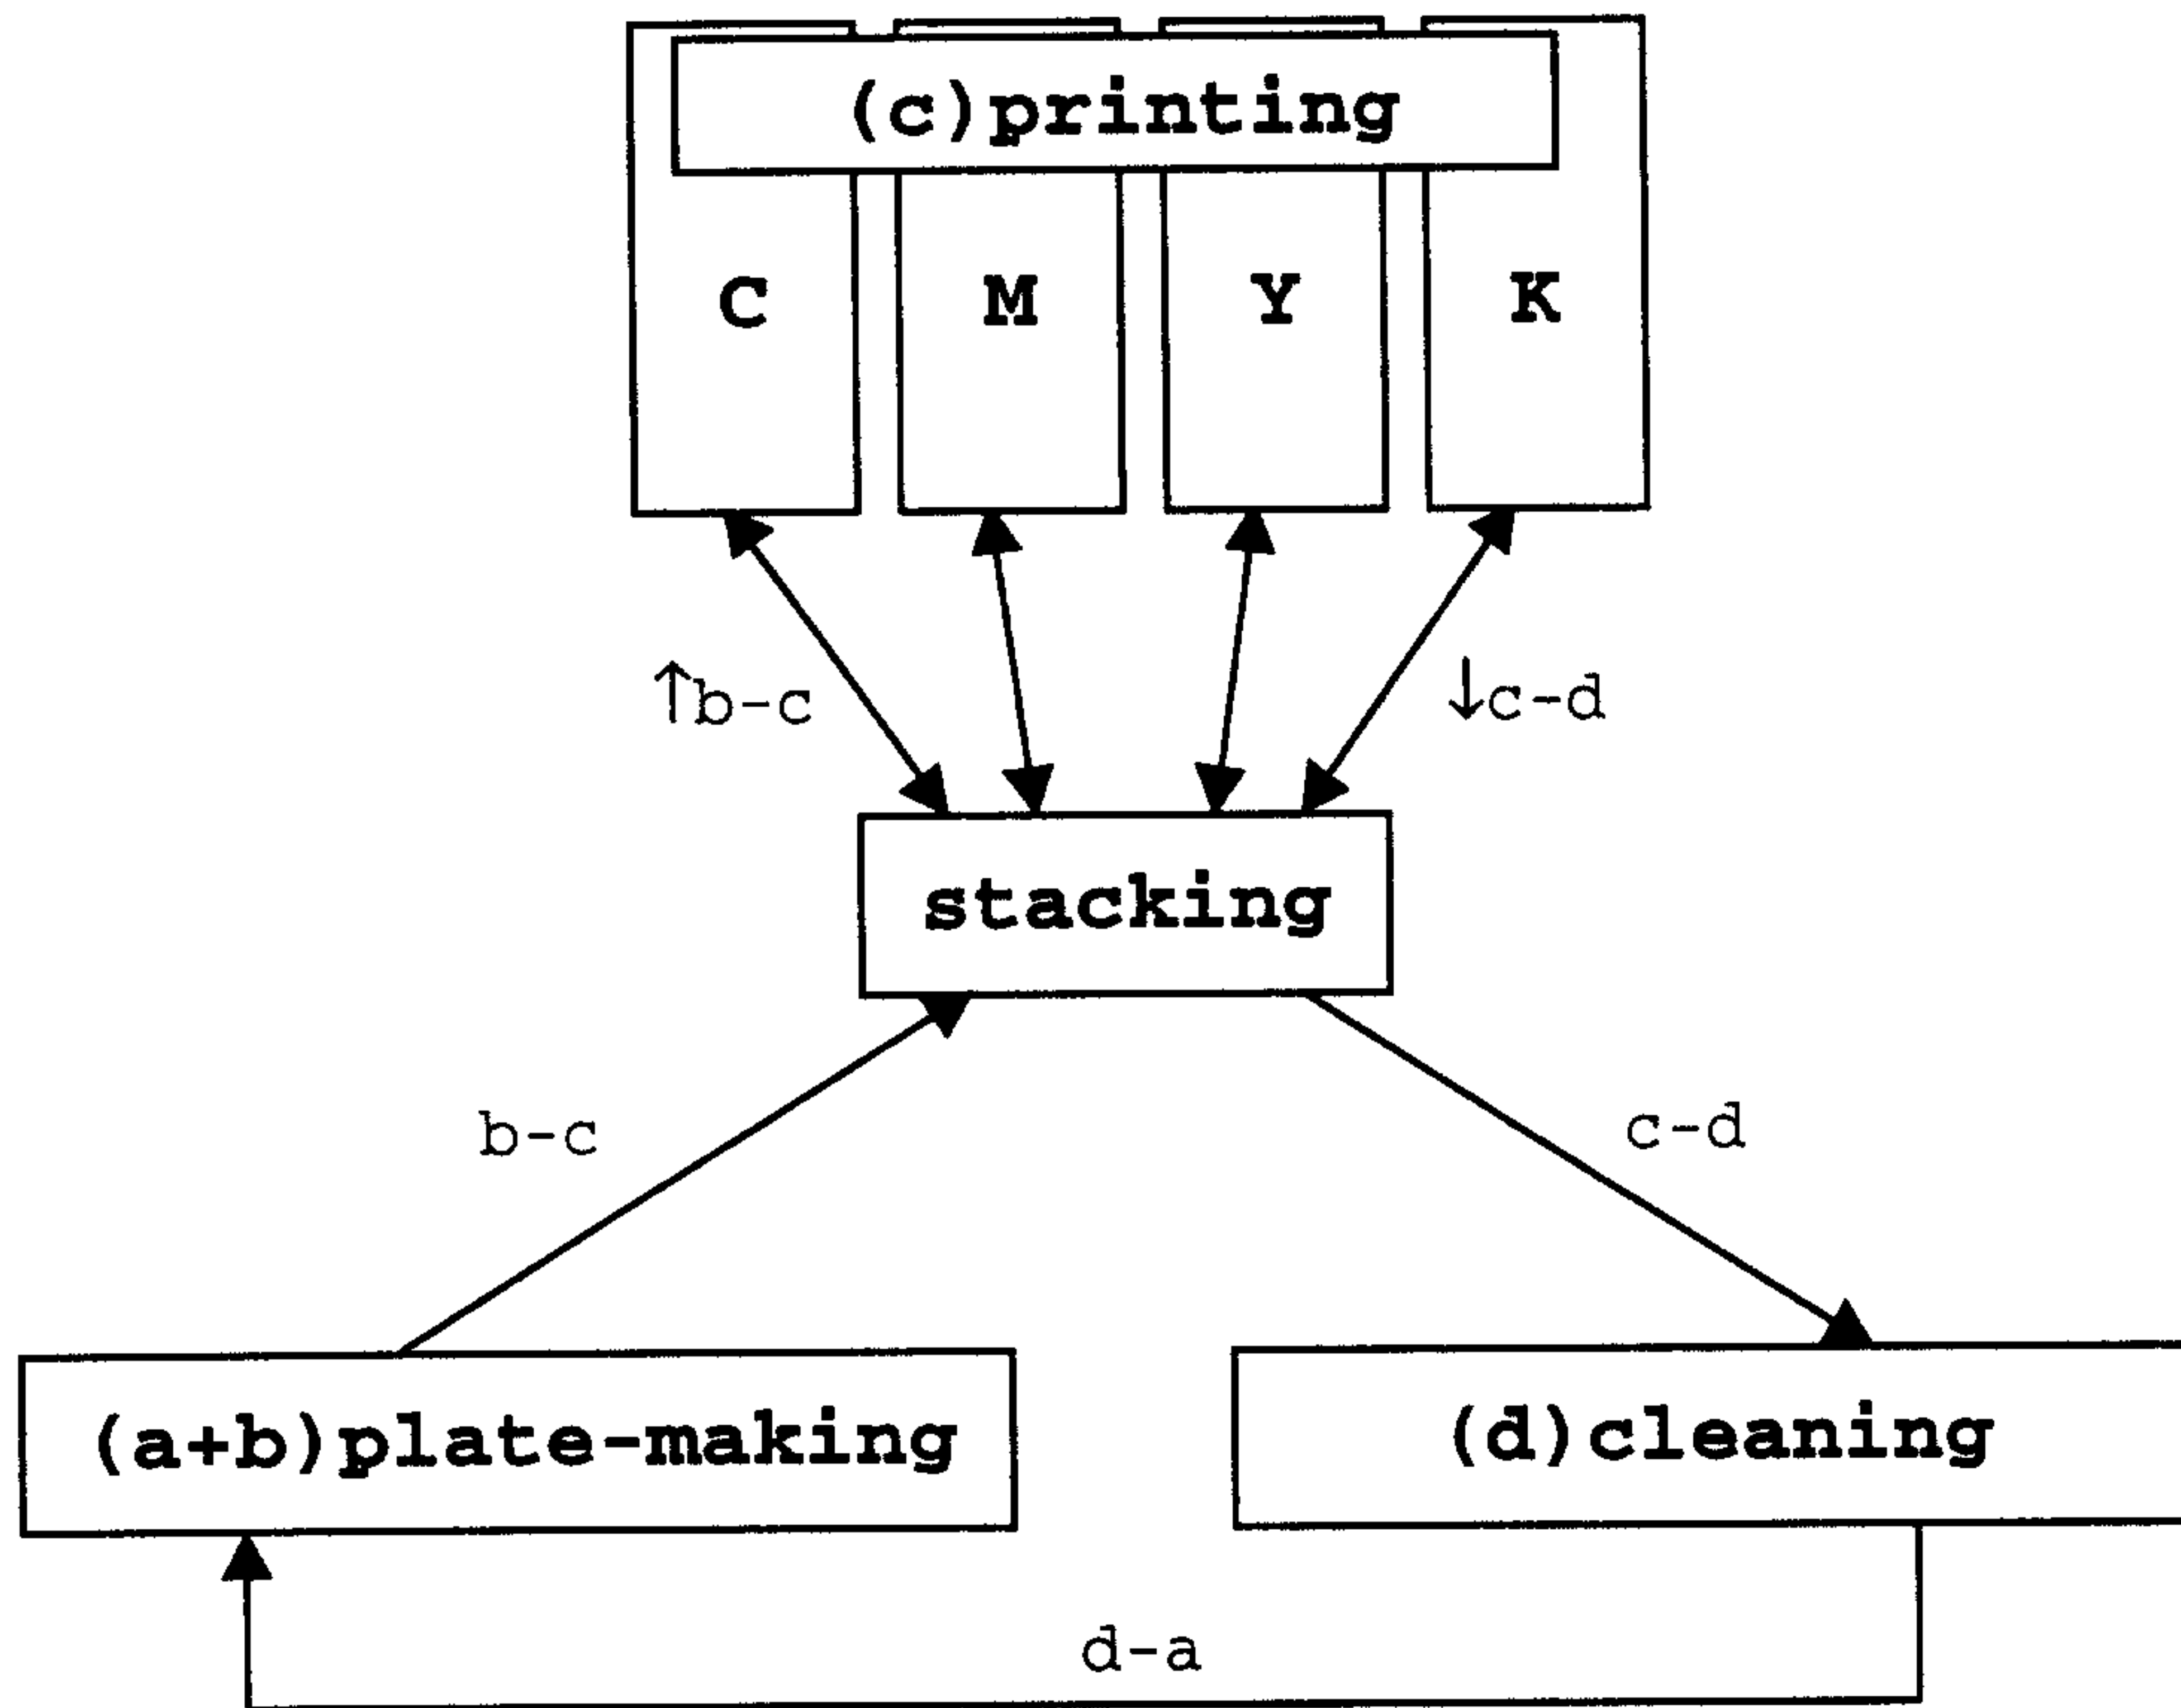 (c)printing
C M Y K
↑b-c ↓c-d
stacking
b-c c-d
(a+b)plate-making (d)cleaning
d-a